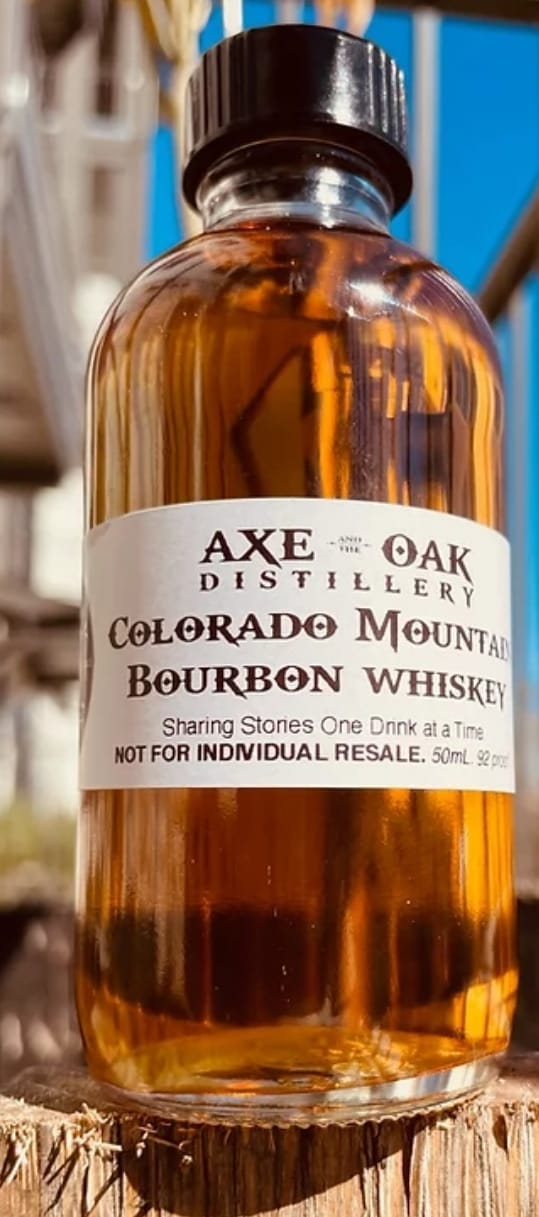 AXE AND THE OAK
DISTILLERY
COLORADO MOUNTAIN
BOURBON WHISKEY
Sharing Stories One Drink at a Time
NOT FOR INDIVIDUAL RESALE. 50mL. 92 proof